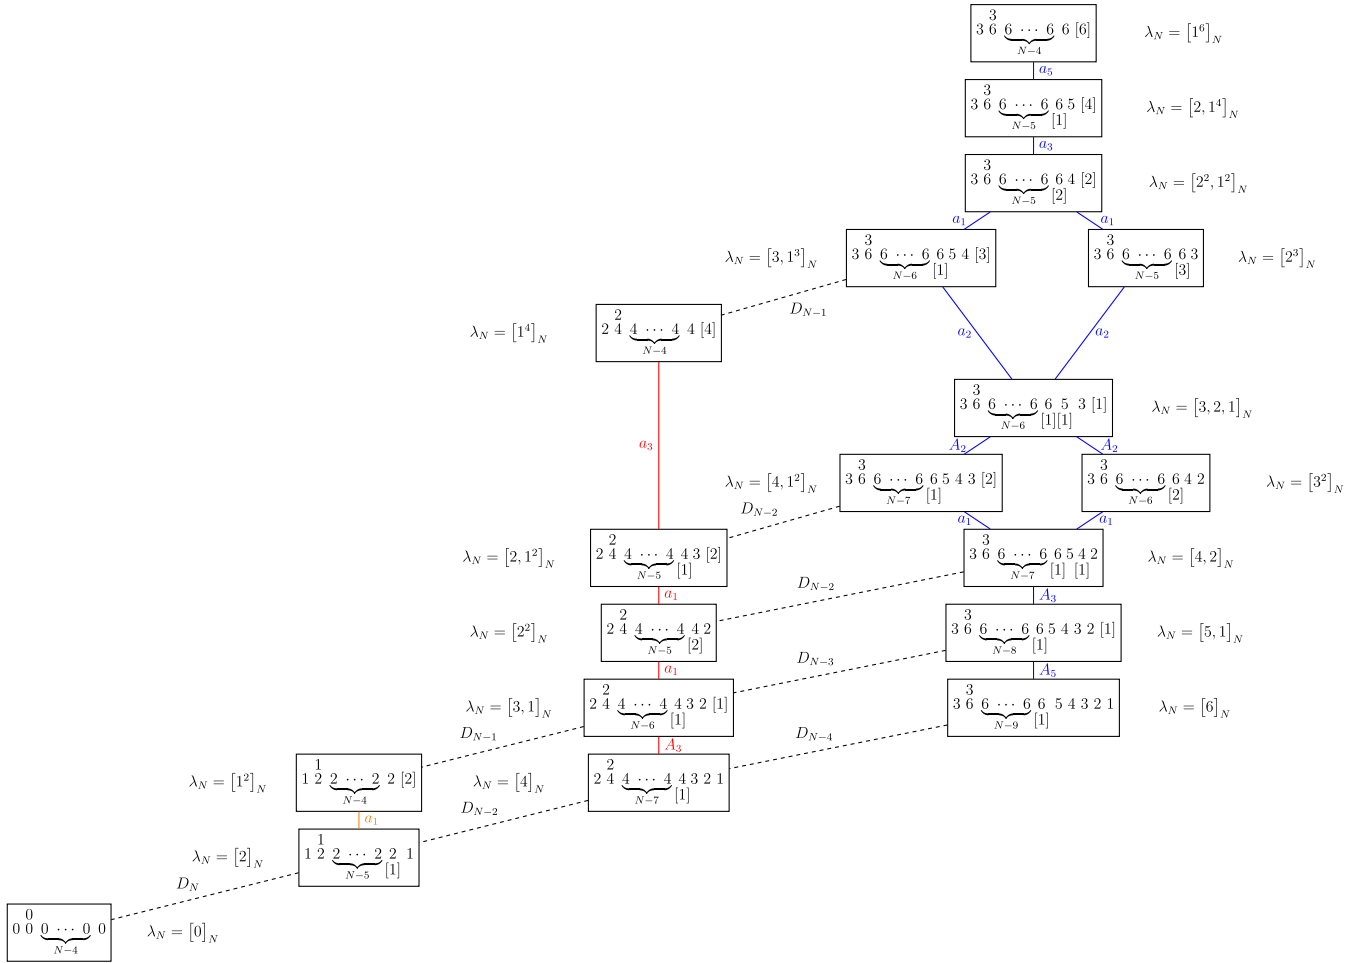 3
3 6 6 ··· 6 6 [6]
N−4
λ_N = [1^6]_N
a_5
3
3 6 6 ··· 6 6 5 [4]
N−5 [1]
λ_N = [2, 1^4]_N
a_3
3
3 6 6 ··· 6 6 4 [2]
N−5 [2]
λ_N = [2^2, 1^2]_N
a_1
a_1
λ_N = [3, 1^3]_N
3
3 6 6 ··· 6 6 5 4 [3]
N−6 [1]
3
3 6 6 ··· 6 6 3
N−5 [3]
λ_N = [2^3]_N
D_{N−1}
λ_N = [1^4]_N
2
2 4 4 ··· 4 4 [4]
N−4
a_2
a_2
3
3 6 6 ··· 6 6 5 3 [1]
N−6 [1][1]
λ_N = [3, 2, 1]_N
a_3
A_2
A_2
λ_N = [4, 1^2]_N
3
3 6 6 ··· 6 6 5 4 3 [2]
N−7 [1]
3
3 6 6 ··· 6 6 4 2
N−6 [2]
λ_N = [3^2]_N
D_{N−2}
a_1
a_1
λ_N = [2, 1^2]_N
2
2 4 4 ··· 4 4 3 [2]
N−5 [1]
3
3 6 6 ··· 6 6 5 4 2
N−7 [1] [1]
λ_N = [4, 2]_N
D_{N−2}
a_1
A_3
λ_N = [2^2]_N
2
2 4 4 ··· 4 4 2
N−5 [2]
3
3 6 6 ··· 6 6 5 4 3 2 [1]
N−8 [1]
λ_N = [5, 1]_N
D_{N−3}
a_1
A_5
λ_N = [3, 1]_N
2
2 4 4 ··· 4 4 3 2 [1]
N−6 [1]
3
3 6 6 ··· 6 6 5 4 3 2 1
N−9 [1]
λ_N = [6]_N
D_{N−1}
D_{N−4}
A_3
λ_N = [1^2]_N
1
1 2 2 ··· 2 2 [2]
N−4
λ_N = [4]_N
2
2 4 4 ··· 4 4 3 2 1
N−7 [1]
D_{N−2}
a_1
λ_N = [2]_N
1
1 2 2 ··· 2 2 1
N−5 [1]
D_N
0
0 0 0 ··· 0 0
N−4
λ_N = [0]_N